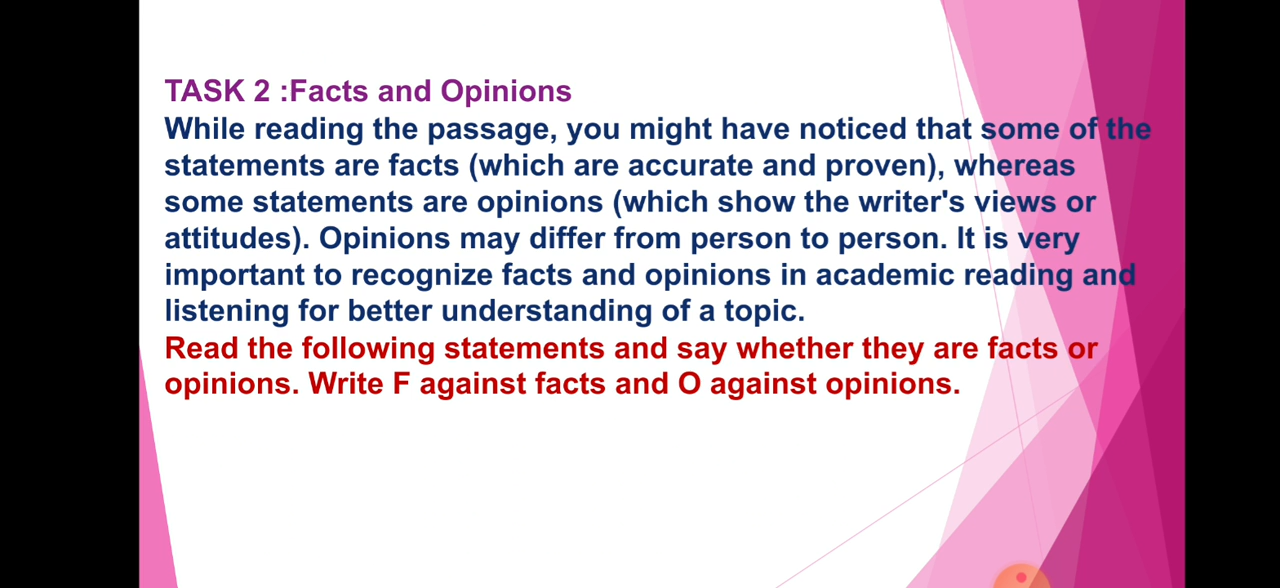 TASK 2 :Facts and Opinions
While reading the passage, you might have noticed that some of the
statements are facts (which are accurate and proven), whereas
some statements are opinions (which show the writer's views or
attitudes). Opinions may differ from person to person. It is very
important to recognize facts and opinions in academic reading and
listening for better understanding of a topic.
Read the following statements and say whether they are facts or
opinions. Write F against facts and O against opinions.